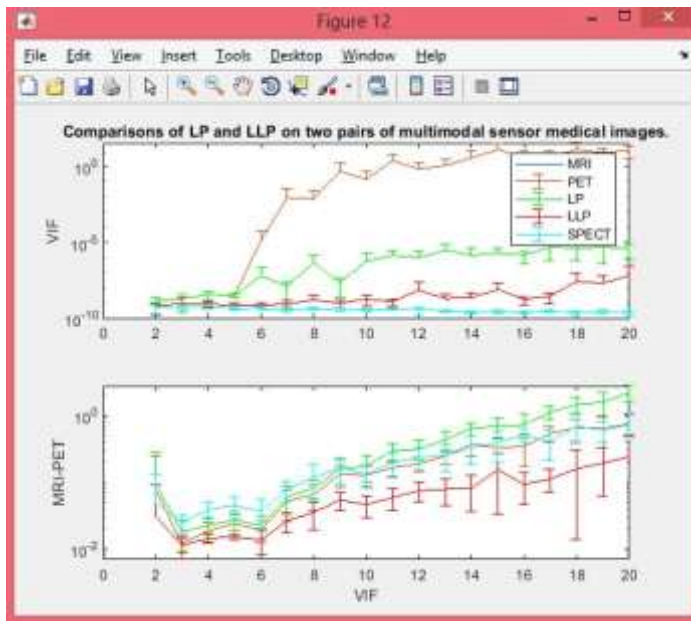 Figure 12
File Edit View Insert Tools Desktop Window Help
Comparisons of LP and LLP on two pairs of multimodal sensor medical images.
10^0
10^-5
10^-10
VIF
MRI
PET
LP
LLP
SPECT
0 2 4 6 8 10 12 14 16 18 20
10^0
10^-2
MRI-PET
0 2 4 6 8 10 12 14 16 18 20
VIF